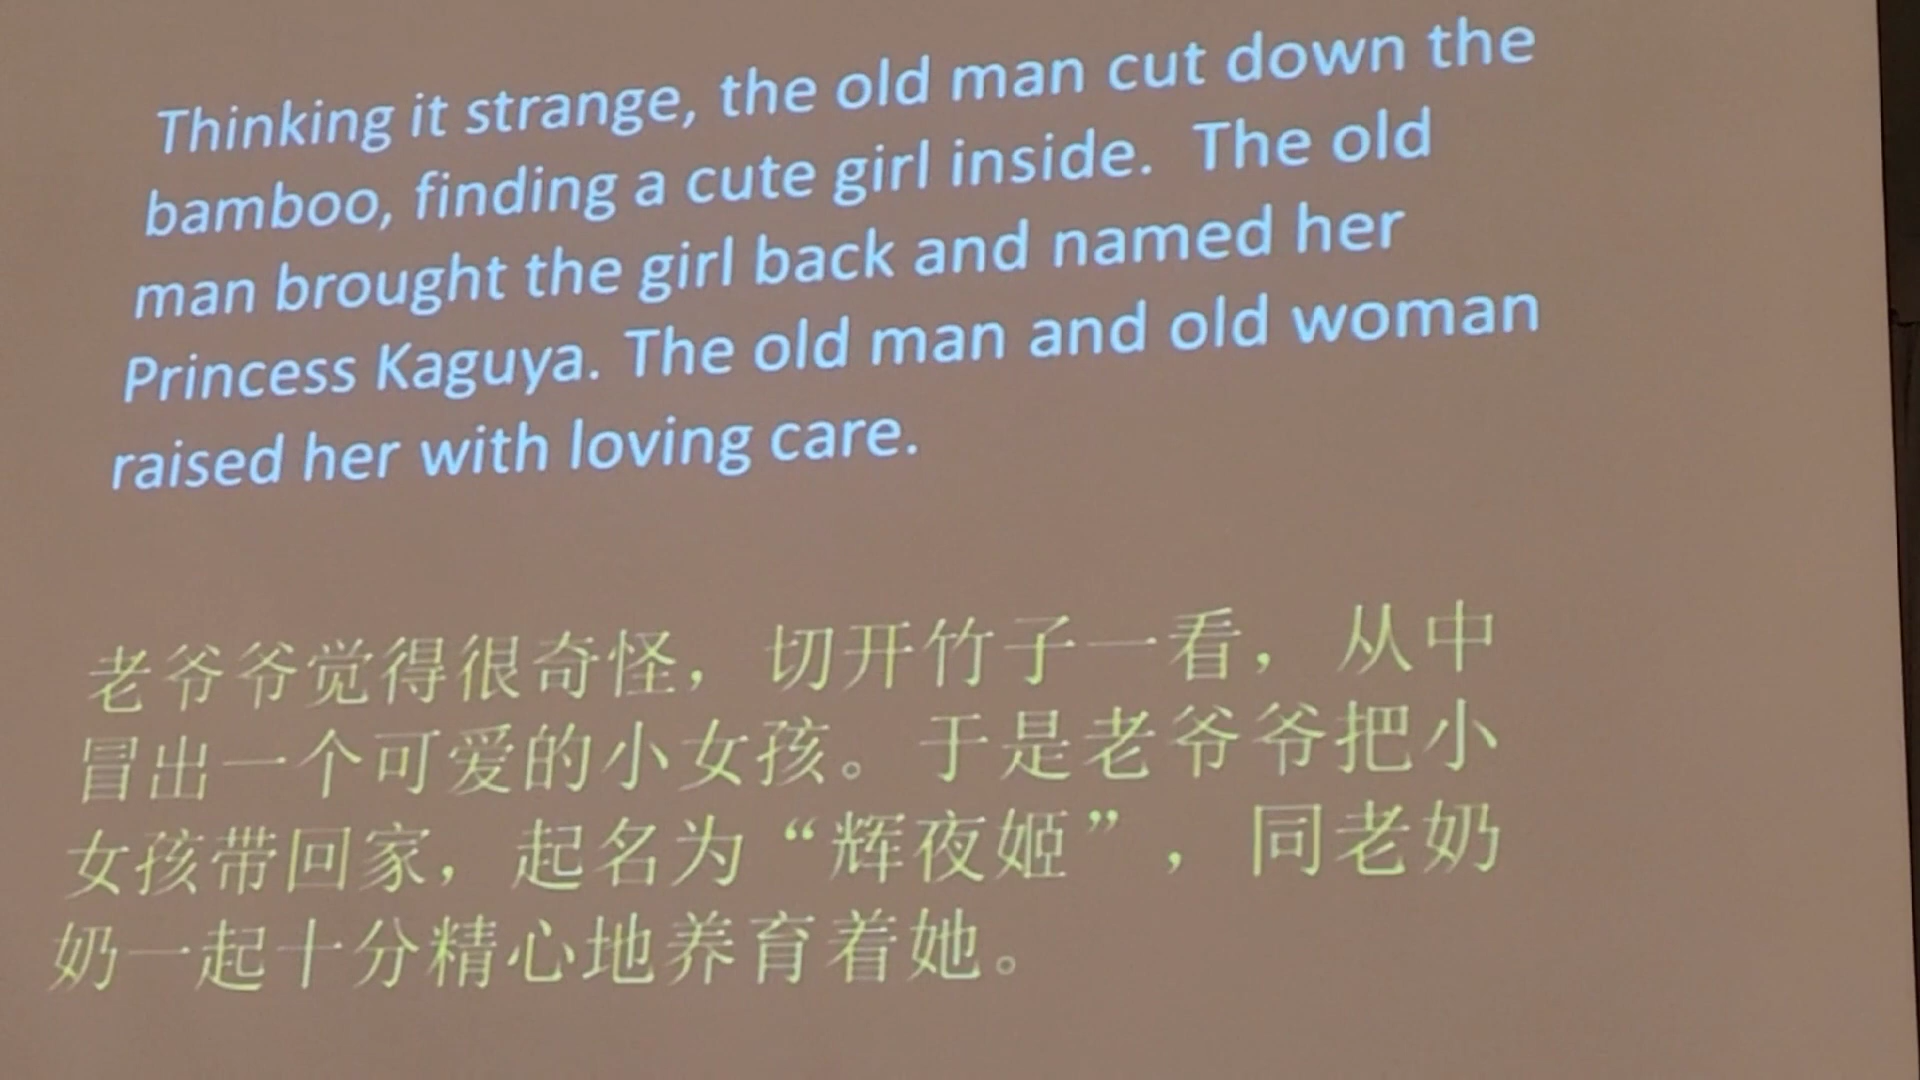 Thinking it strange, the old man cut down the
bamboo, finding a cute girl inside.  The old
man brought the girl back and named her
Princess Kaguya. The old man and old woman
raised her with loving care.
老爷爷觉得很奇怪，切开竹子一看，从中
冒出一个可爱的小女孩。于是老爷爷把小
女孩带回家，起名为“辉夜姬”，同老奶
奶一起十分精心地养育着她。